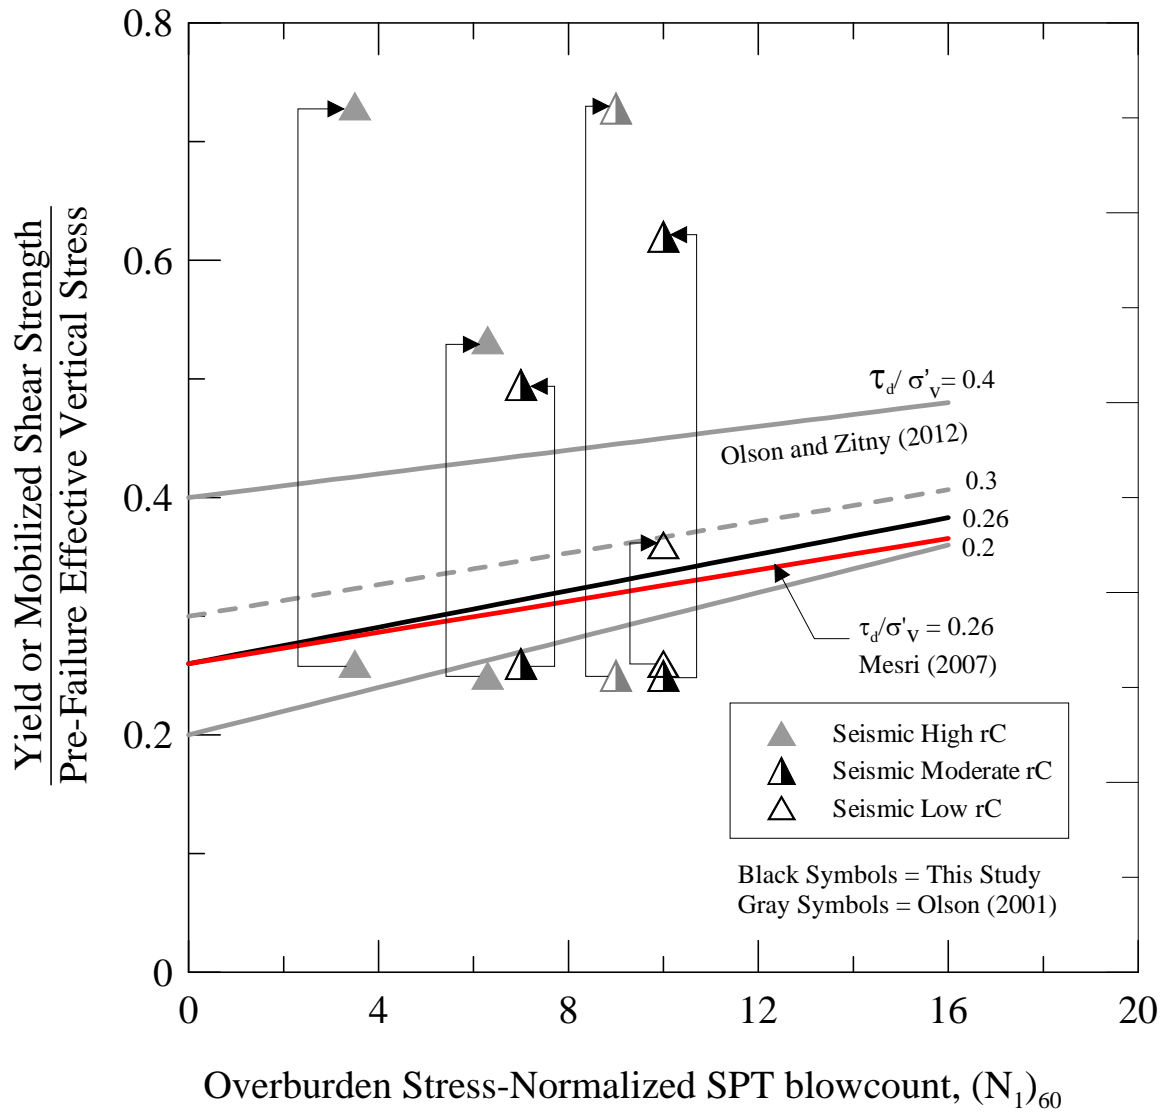 0.8
0.6
0.4
0.2
0
0
4
8
12
16
20
Yield or Mobilized Shear Strength
Pre-Failure Effective Vertical Stress
Overburden Stress-Normalized SPT blowcount, (N₁)₆₀
τd/ σ'v= 0.4
Olson and Zitny (2012)
0.3
0.26
0.2
τd/σ'v = 0.26
Mesri (2007)
Seismic High rC
Seismic Moderate rC
Seismic Low rC
Black Symbols = This Study
Gray Symbols = Olson (2001)